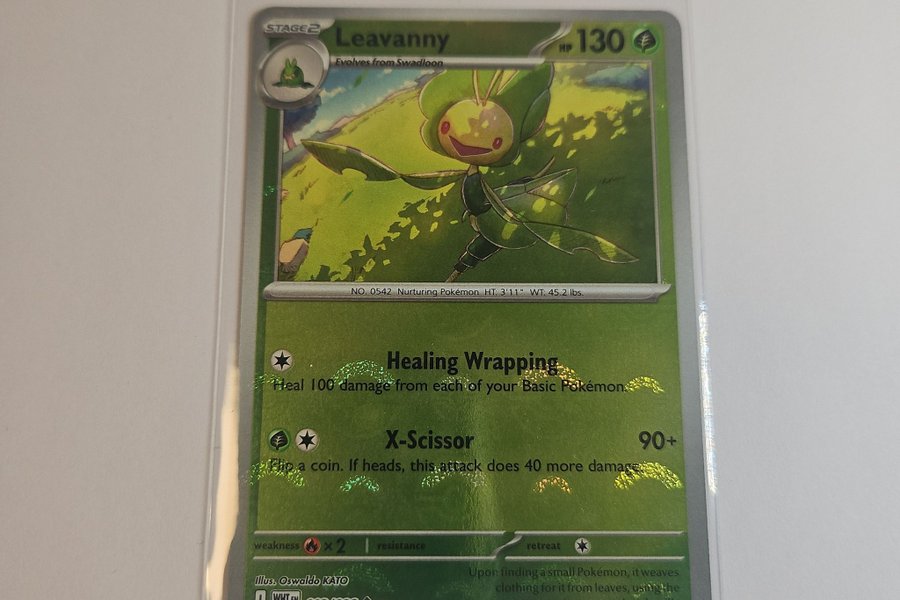 STAGE2
Leavanny
HP 130
Evolves from Swadloon
NO. 0542 Nurturing Pokémon HT: 3'11" WT: 45.2 lbs.
Healing Wrapping
Heal 100 damage from each of your Basic Pokémon.
X-Scissor 90+
Flip a coin. If heads, this attack does 40 more damage.
weakness ×2 resistance retreat
Illus. Oswaldo KATO
Upon finding a small Pokémon, it weaves
clothing for it from leaves, using the
I WHT EN